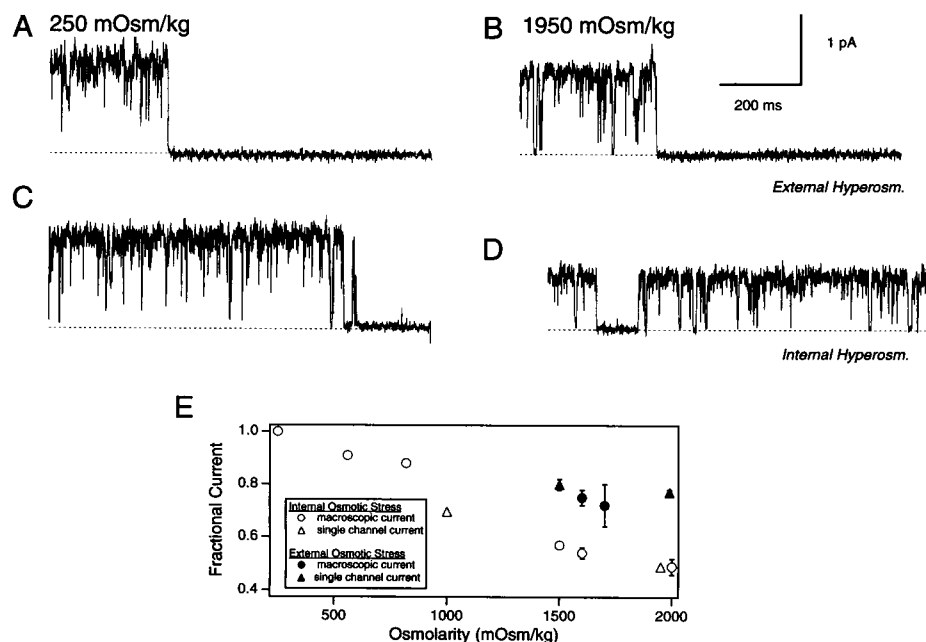 A
250 mOsm/kg
B
1950 mOsm/kg
1 pA
200 ms
External Hyperosm.
C
D
Internal Hyperosm.
E
Fractional Current
1.0
0.8
0.6
0.4
Internal Osmotic Stress
macroscopic current
single channel current
External Osmotic Stress
macroscopic current
single channel current
500
1000
1500
2000
Osmolarity (mOsm/kg)